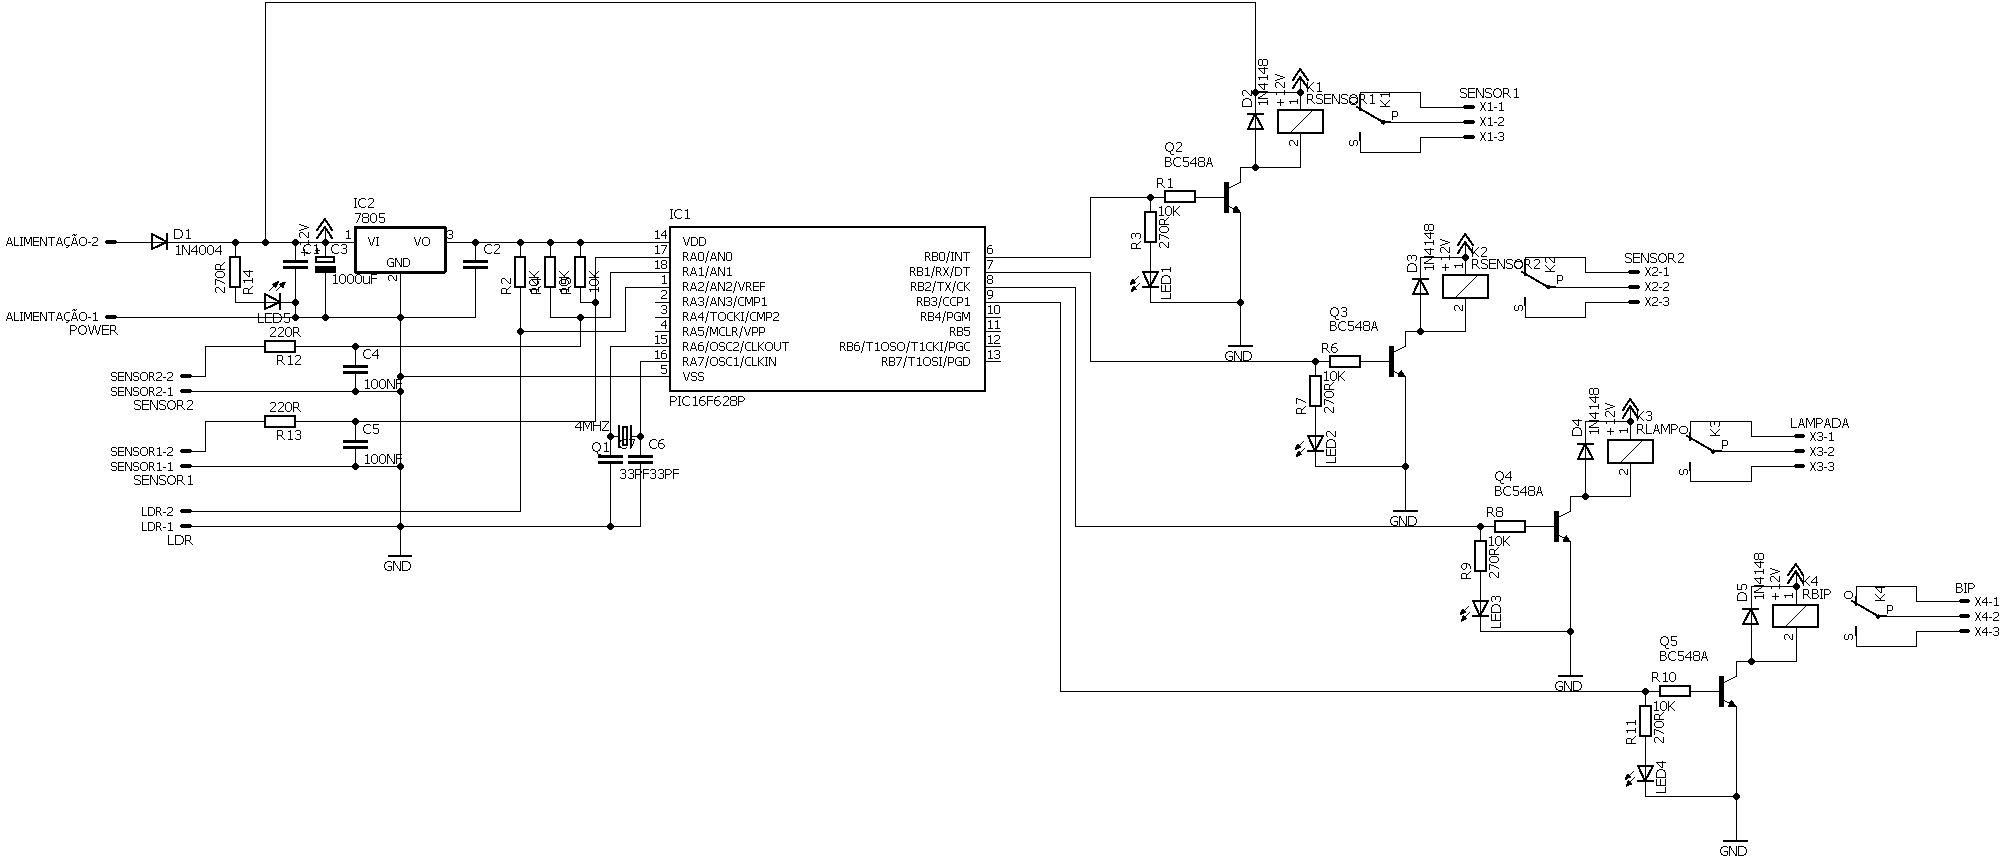 ALIMENTAÇÃO-2
D1
1N4004
270R
R14
LED5
C1
+12V
C3
1000uF
IC2
7805
1
VI
VO
3
GND
2
C2
R2
10K
10K
10K
ALIMENTAÇÃO-1
POWER
220R
R12
C4
100NF
SENSOR2-2
SENSOR2-1
SENSOR2
220R
R13
C5
100NF
SENSOR1-2
SENSOR1-1
SENSOR1
LDR-2
LDR-1
LDR
GND
4MHZ
Q1
C7
C6
33PF
33PF
IC1
14
VDD
17
RA0/AN0
18
RA1/AN1
1
RA2/AN2/VREF
2
RA3/AN3/CMP1
3
RA4/TOCKI/CMP2
4
RA5/MCLR/VPP
15
RA6/OSC2/CLKOUT
16
RA7/OSC1/CLKIN
5
VSS
RB0/INT
6
RB1/RX/DT
7
RB2/TX/CK
8
RB3/CCP1
9
RB4/PGM
10
RB5
11
RB6/T1OSO/T1CKI/PGC
12
RB7/T1OSI/PGD
13
PIC16F628P
Q2
BC548A
R1
10K
R3
270R
LED1
GND
D2
1N4148
+12V
K1
RSENSOR1
1
2
O
K1
P
S
SENSOR1
X1-1
X1-2
X1-3
Q3
BC548A
R6
10K
R7
270R
LED2
GND
D3
1N4148
+12V
K2
RSENSOR2
1
2
O
K2
P
S
SENSOR2
X2-1
X2-2
X2-3
Q4
BC548A
R8
10K
R9
270R
LED3
GND
D4
1N4148
+12V
K3
RLAMP
1
2
O
K3
P
S
LAMPADA
X3-1
X3-2
X3-3
Q5
BC548A
R10
10K
R11
270R
LED4
GND
D5
1N4148
+12V
K4
RBIP
1
2
O
K4
P
S
BIP
X4-1
X4-2
X4-3